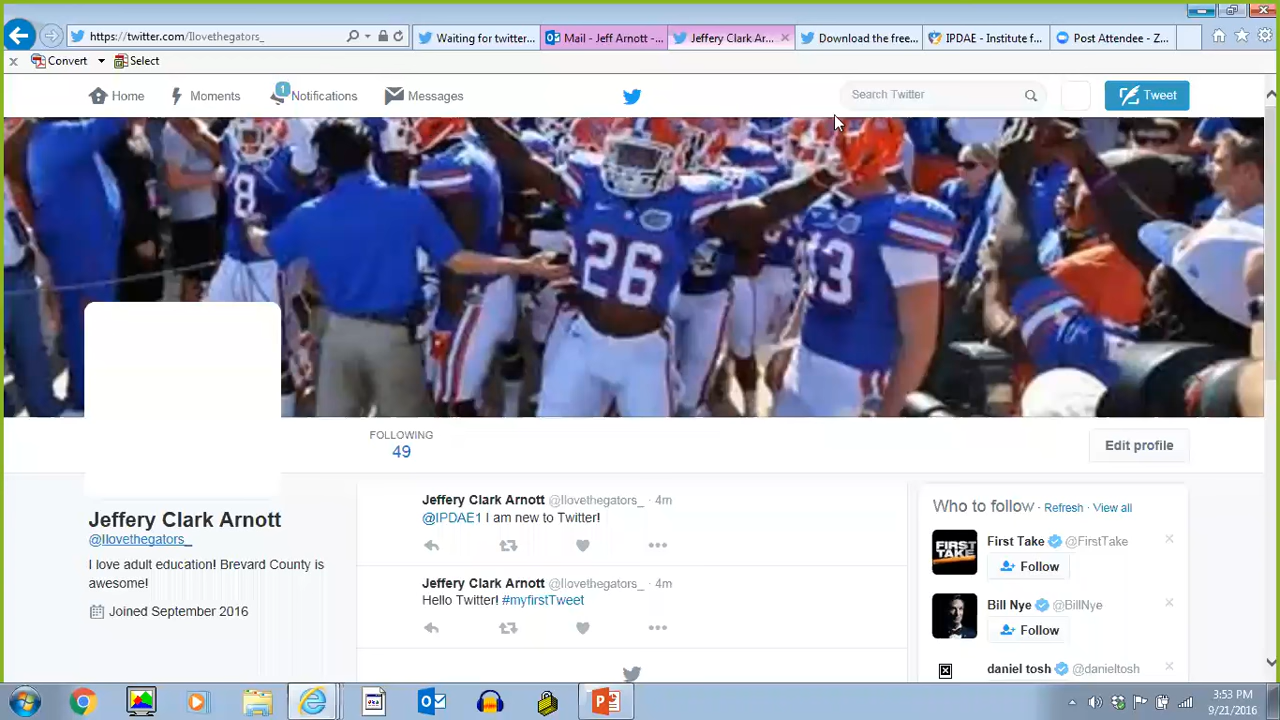 https://twitter.com/Ilovethegators_
Waiting for twitter...
Mail - Jeff Arnott -...
Jeffery Clark Ar...
Download the free...
IPDAE - Institute f...
Post Attendee - Z...
x Convert Select
Home Moments 1 Notifications Messages Search Twitter Tweet
8 26 13
FOLLOWING
49
Edit profile
Jeffery Clark Arnott
@Ilovethegators_
I love adult education! Brevard County is
awesome!
Joined September 2016
Jeffery Clark Arnott @Ilovethegators_ · 4m
@IPDAE1 I am new to Twitter!
Jeffery Clark Arnott @Ilovethegators_ · 4m
Hello Twitter! #myfirstTweet
Who to follow · Refresh · View all
FIRST TAKE
First Take @FirstTake
Follow
Bill Nye @BillNye
Follow
daniel tosh @danieltosh
3:53 PM
9/21/2016